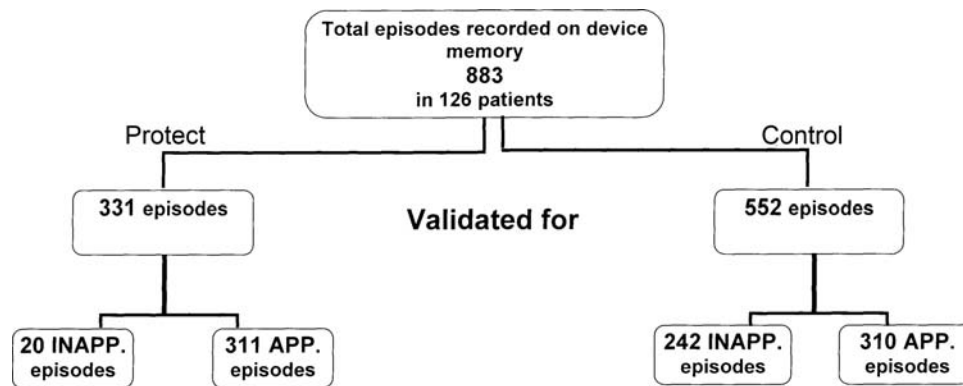 Total episodes recorded on device
memory
883
in 126 patients
Protect
Control
331 episodes
Validated for
552 episodes
20 INAPP.
episodes
311 APP.
episodes
242 INAPP.
episodes
310 APP.
episodes